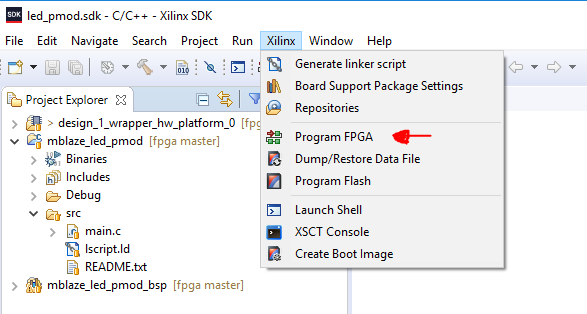 SDK led_pmod.sdk - C/C++ - Xilinx SDK
File Edit Navigate Search Project Run Xilinx Window Help
Generate linker script
Board Support Package Settings
Repositories
Program FPGA
Dump/Restore Data File
Program Flash
Launch Shell
XSCT Console
Create Boot Image
010
Project Explorer
> design_1_wrapper_hw_platform_0 [fpg
mblaze_led_pmod [fpga master]
Binaries
Includes
Debug
src
main.c
lscript.ld
README.txt
mblaze_led_pmod_bsp [fpga master]